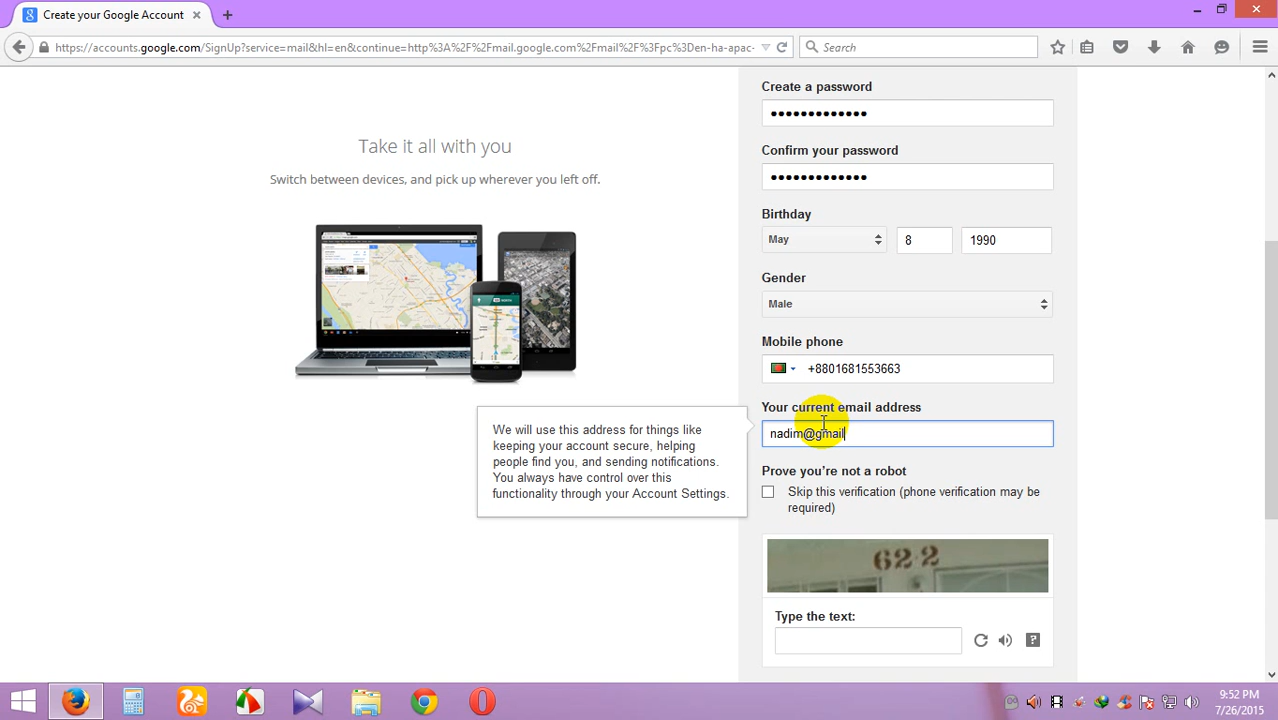 Create your Google Account
https://accounts.google.com/SignUp?service=mail&hl=en&continue=http%3A%2F%2Fmail.google.com%2Fmail%2F%3Fpc%3Den-ha-apac-
Search
Create a password
•••••••••••••
Confirm your password
•••••••••••••
Take it all with you
Switch between devices, and pick up wherever you left off.
Birthday
May 8 1990
Gender
Male
Mobile phone
+8801681553663
Your current email address
nadim@gmail
We will use this address for things like
keeping your account secure, helping
people find you, and sending notifications.
You always have control over this
functionality through your Account Settings.
Prove you're not a robot
Skip this verification (phone verification may be
required)
622
Type the text:
9:52 PM
7/26/2015